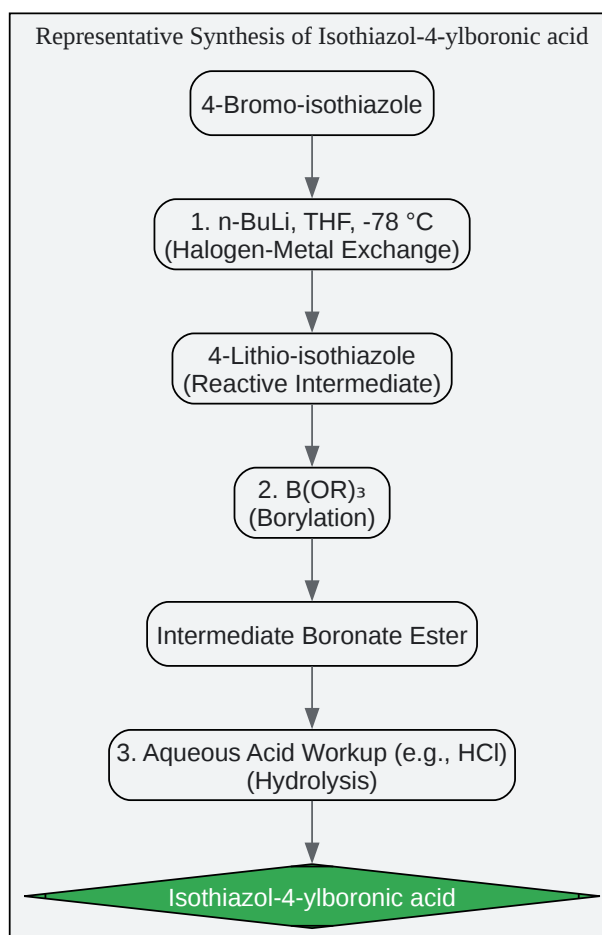 Representative Synthesis of Isothiazol-4-ylboronic acid
4-Bromo-isothiazole
1. n-BuLi, THF, -78 °C
(Halogen-Metal Exchange)
4-Lithio-isothiazole
(Reactive Intermediate)
2. B(OR)₃
(Borylation)
Intermediate Boronate Ester
3. Aqueous Acid Workup (e.g., HCl)
(Hydrolysis)
Isothiazol-4-ylboronic acid